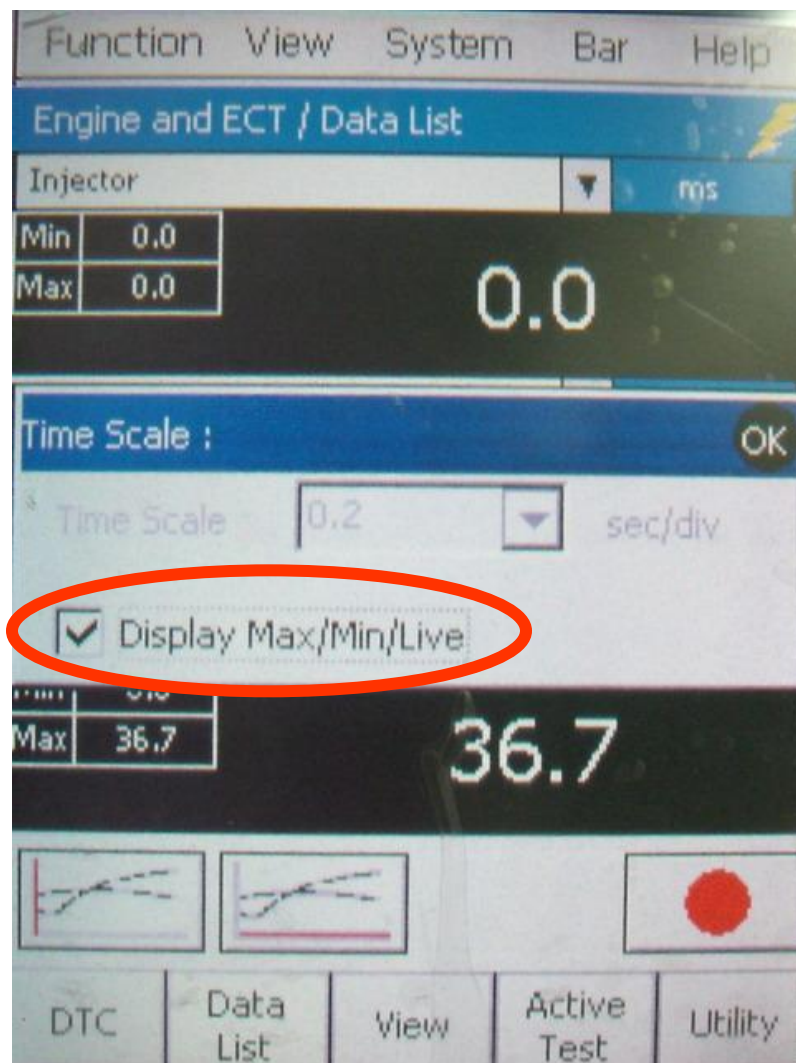 Function View System Bar Help
Engine and ECT / Data List
Injector ms
Min 0.0
Max 0.0
0.0
Time Scale :
OK
Time Scale 0.2 sec/div
Display Max/Min/Live
Max 36.7
36.7
DTC
Data List
View
Active Test
Utility